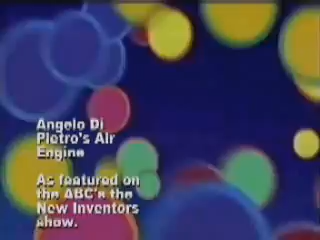 Angelo Di
Pietro's Air
Engine
As featured on
the ABC's the
New Inventors
show.